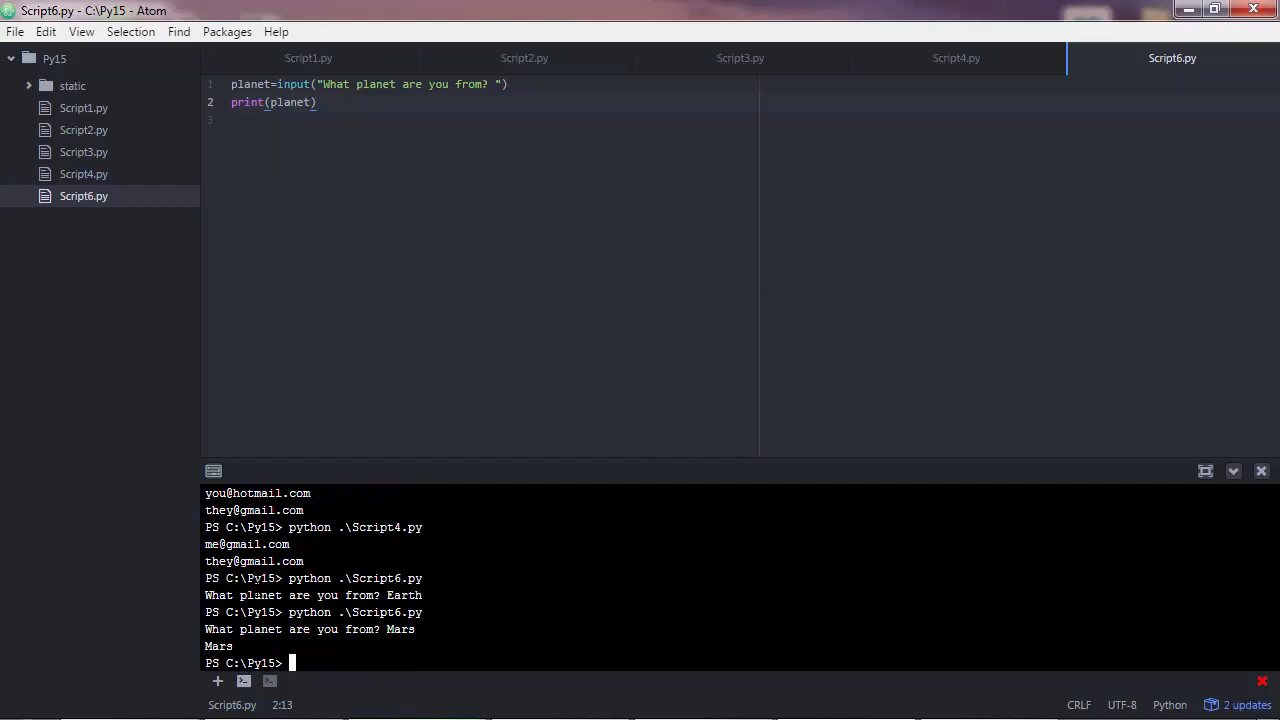 Script6.py - C:\Py15 - Atom
File Edit View Selection Find Packages Help
Py15
static
Script1.py
Script2.py
Script3.py
Script4.py
Script6.py
Script1.py Script2.py Script3.py Script4.py Script6.py
1 planet=input("What planet are you from? ")
2 print(planet)
3
you@hotmail.com
they@gmail.com
PS C:\Py15> python .\Script4.py
me@gmail.com
they@gmail.com
PS C:\Py15> python .\Script6.py
What planet are you from? Earth
PS C:\Py15> python .\Script6.py
What planet are you from? Mars
Mars
PS C:\Py15>
Script6.py 2:13 CRLF UTF-8 Python 2 updates